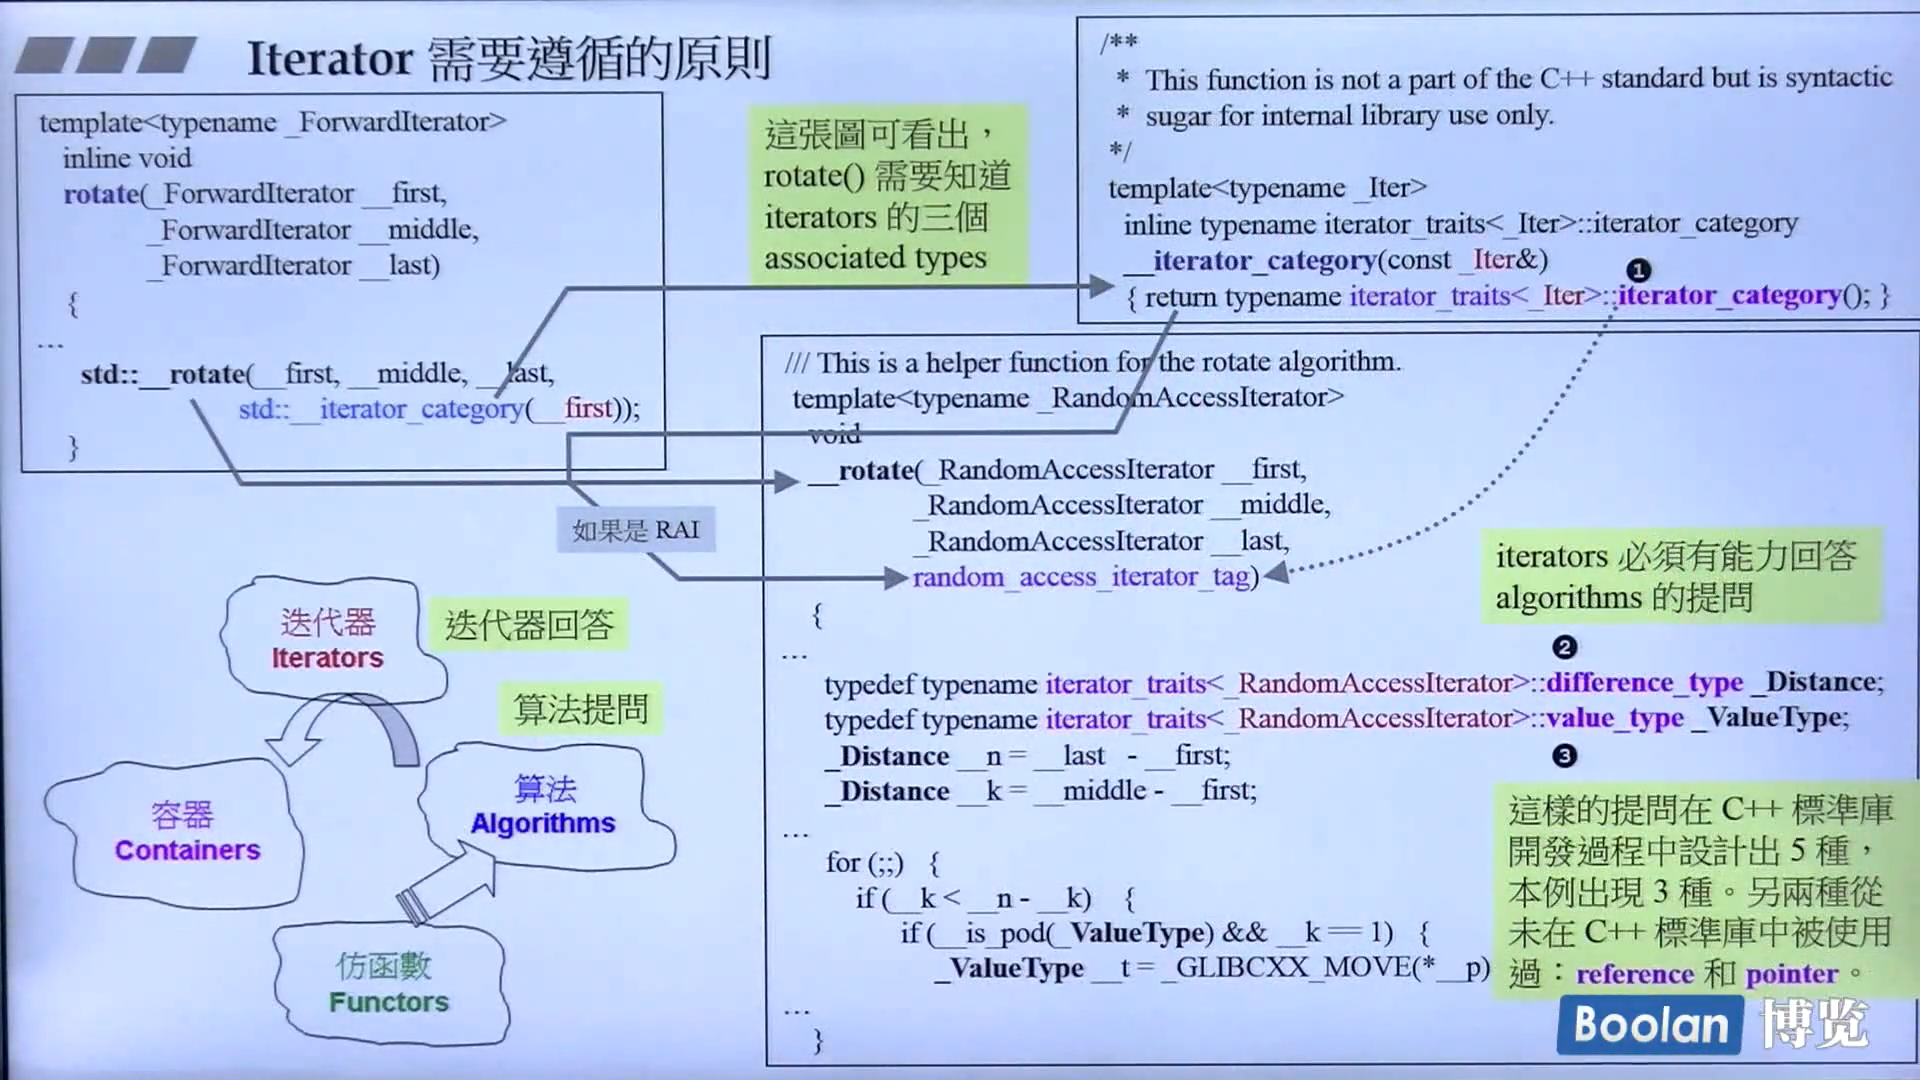 Iterator 需要遵循的原則
template<typename _ForwardIterator>
inline void
rotate(_ForwardIterator __first,
_ForwardIterator __middle,
_ForwardIterator __last)
{
...
std::__rotate(__first, __middle, __last,
std::__iterator_category(__first));
}
這張圖可看出，
rotate() 需要知道
iterators 的三個
associated types
/**
* This function is not a part of the C++ standard but is syntactic
* sugar for internal library use only.
*/
template<typename _Iter>
inline typename iterator_traits<_Iter>::iterator_category
__iterator_category(const _Iter&)
❶
{ return typename iterator_traits<_Iter>::iterator_category(); }
/// This is a helper function for the rotate algorithm.
template<typename _RandomAccessIterator>
void
__rotate(_RandomAccessIterator __first,
_RandomAccessIterator __middle,
_RandomAccessIterator __last,
random_access_iterator_tag)
{
...
typedef typename iterator_traits<_RandomAccessIterator>::difference_type _Distance;
typedef typename iterator_traits<_RandomAccessIterator>::value_type _ValueType;
_Distance __n = __last - __first;
_Distance __k = __middle - __first;
...
for (;;) {
if (__k < __n - __k) {
if (__is_pod(_ValueType) && __k == 1) {
_ValueType __t = _GLIBCXX_MOVE(*__p)
...
}
如果是 RAI
iterators 必須有能力回答
algorithms 的提問
❷
❸
這樣的提問在 C++ 標準庫
開發過程中設計出 5 種，
本例出現 3 種。另兩種從
未在 C++ 標準庫中被使用
過：reference 和 pointer。
迭代器
Iterators
迭代器回答
算法提問
容器
Containers
算法
Algorithms
仿函數
Functors
Boolan 博览